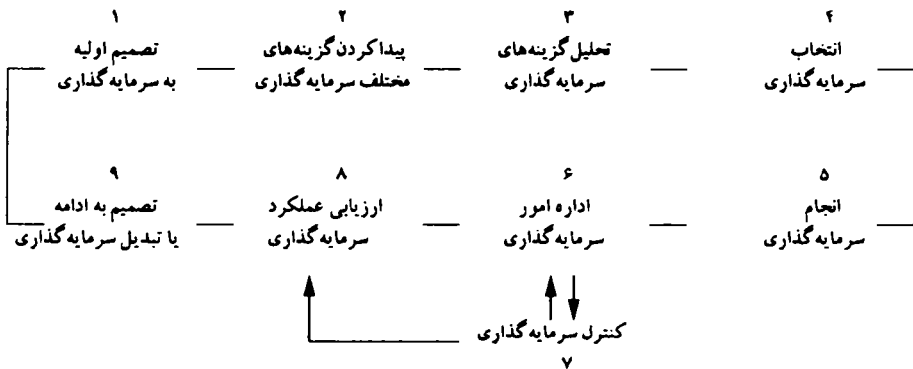 ۱
تصمیم اولیه
به سرمایه‌گذاری
۲
پیدا کردن گزینه‌های
مختلف سرمایه‌گذاری
۳
تحلیل گزینه‌های
سرمایه‌گذاری
۴
انتخاب
سرمایه‌گذاری
۵
انجام
سرمایه‌گذاری
۶
اداره امور
سرمایه‌گذاری
کنترل سرمایه‌گذاری
۷
۸
ارزیابی عملکرد
سرمایه‌گذاری
۹
تصمیم به ادامه
یا تبدیل سرمایه‌گذاری